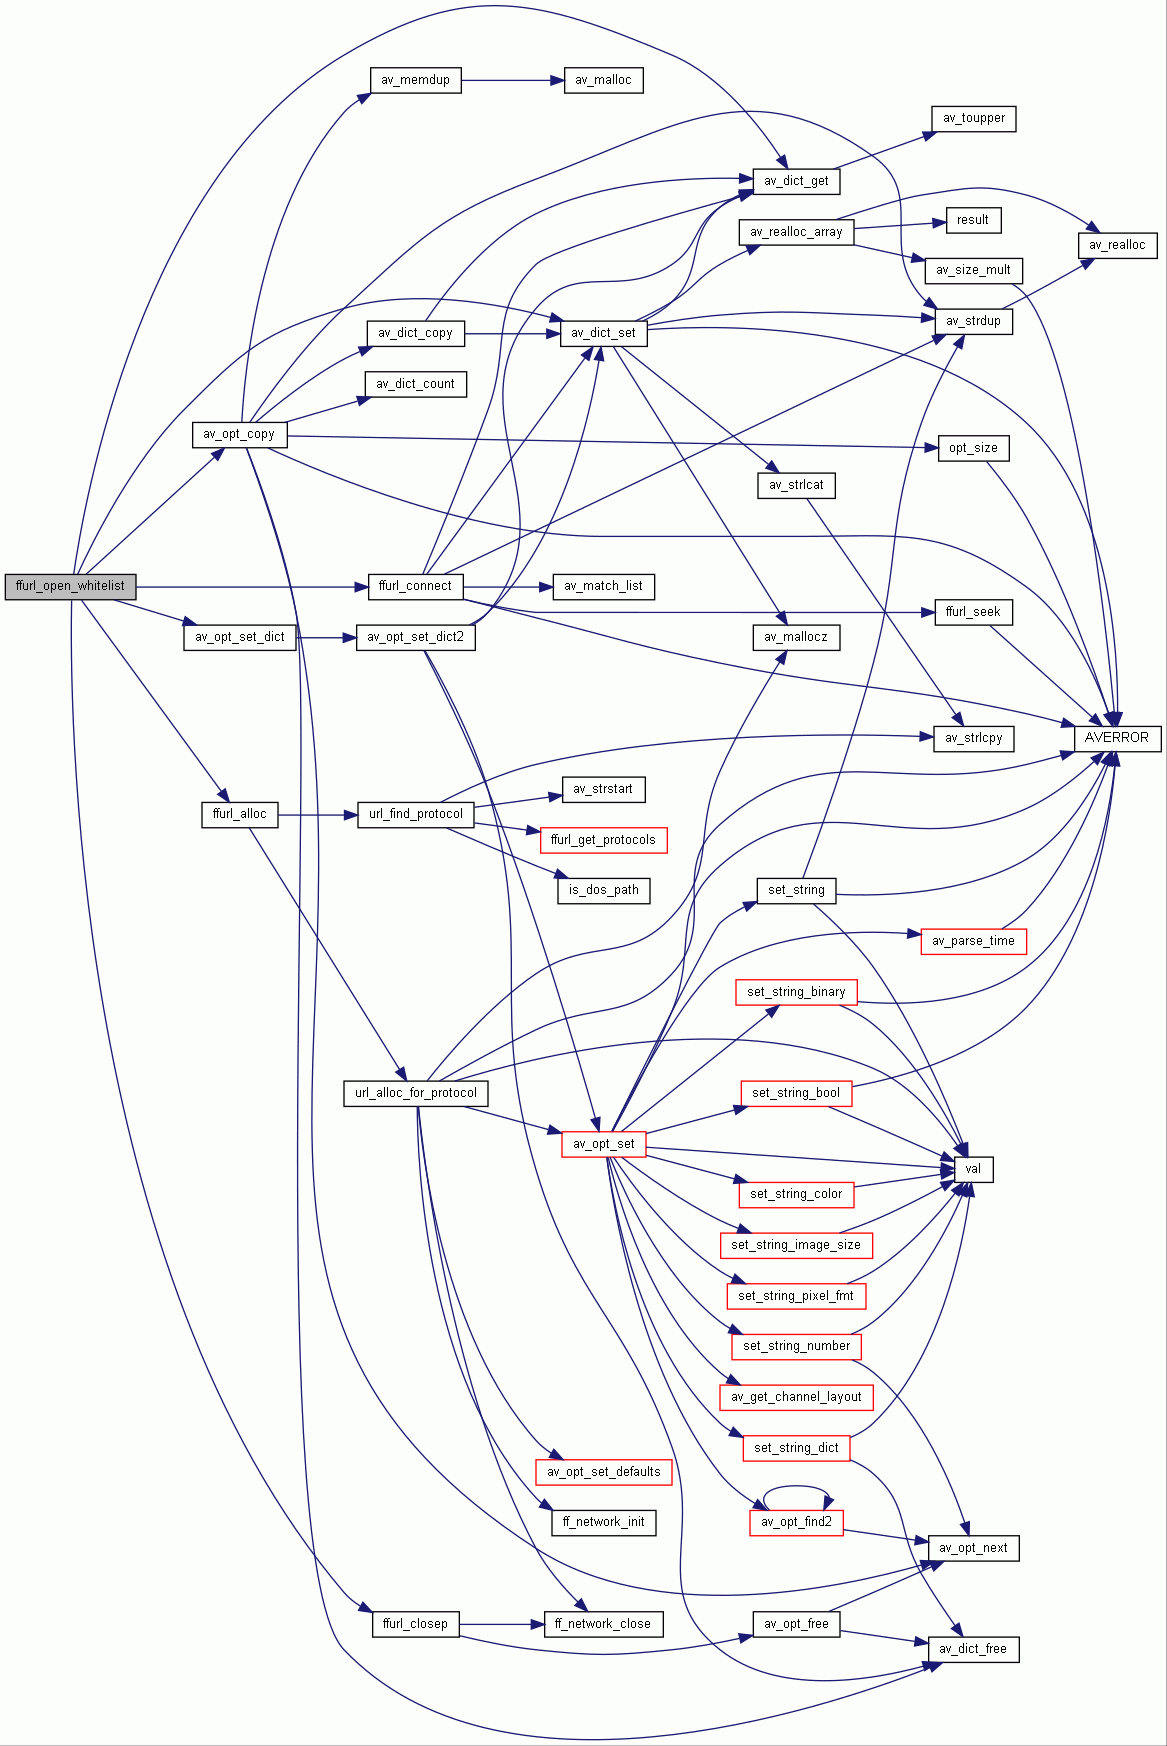 av_memdup
av_malloc
av_toupper
av_dict_get
av_realloc_array
result
av_realloc
av_size_mult
av_dict_copy
av_dict_set
av_strdup
av_dict_count
av_opt_copy
opt_size
av_strlcat
ffurl_open_whitelist
ffurl_connect
av_match_list
ffurl_seek
av_opt_set_dict
av_opt_set_dict2
av_mallocz
av_strlcpy
AVERROR
av_strstart
ffurl_alloc
url_find_protocol
ffurl_get_protocols
is_dos_path
set_string
av_parse_time
set_string_binary
url_alloc_for_protocol
set_string_bool
av_opt_set
val
set_string_color
set_string_image_size
set_string_pixel_fmt
set_string_number
av_get_channel_layout
set_string_dict
av_opt_set_defaults
ff_network_init
av_opt_find2
av_opt_next
ffurl_closep
ff_network_close
av_opt_free
av_dict_free